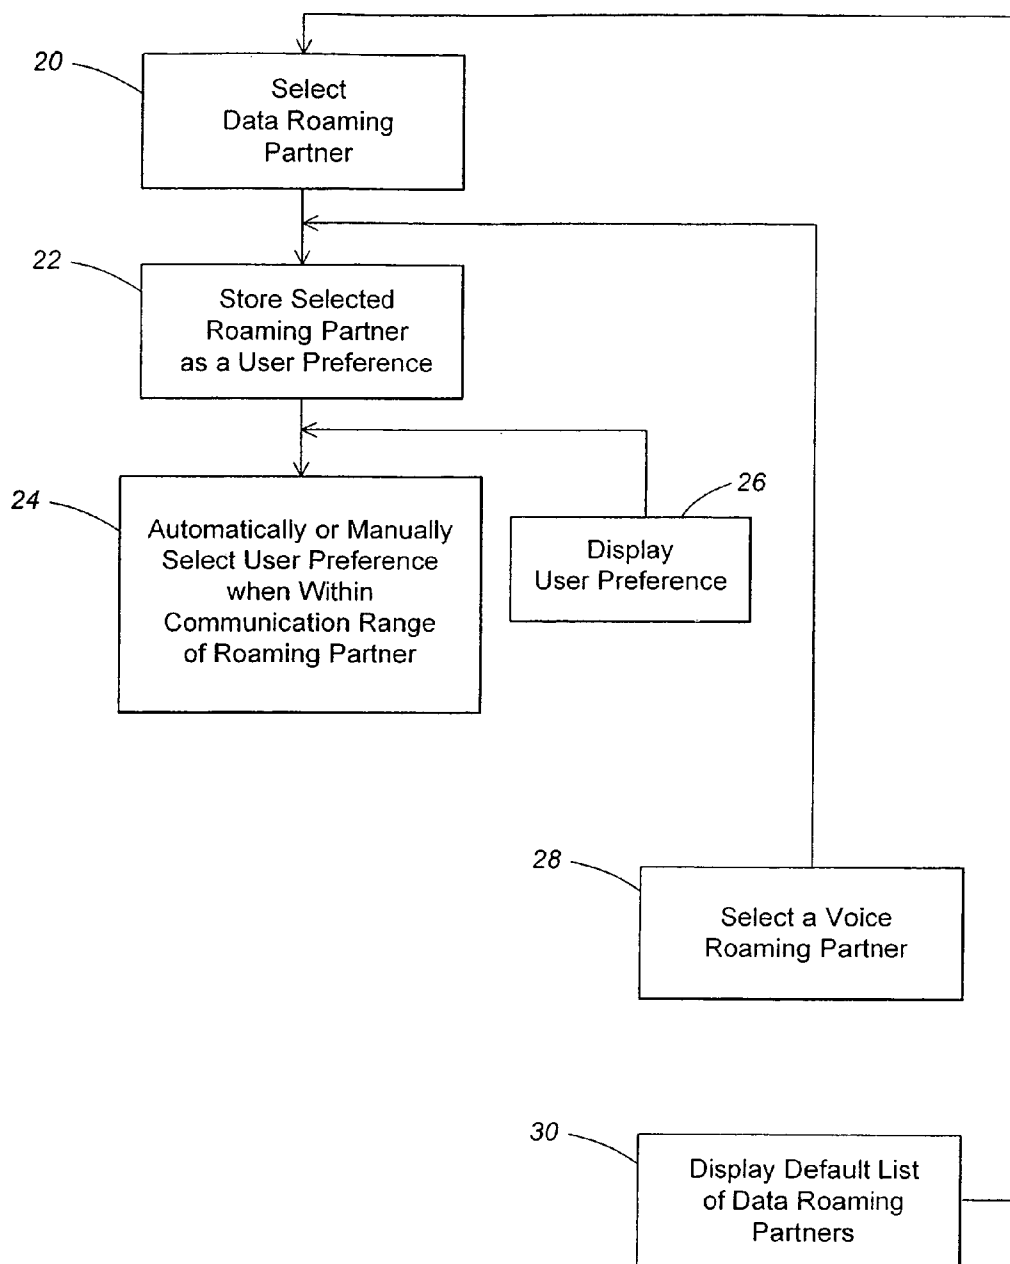 20
Select
Data Roaming
Partner
22
Store Selected
Roaming Partner
as a User Preference
24
Automatically or Manually
Select User Preference
when Within
Communication Range
of Roaming Partner
26
Display
User Preference
28
Select a Voice
Roaming Partner
30
Display Default List
of Data Roaming
Partners